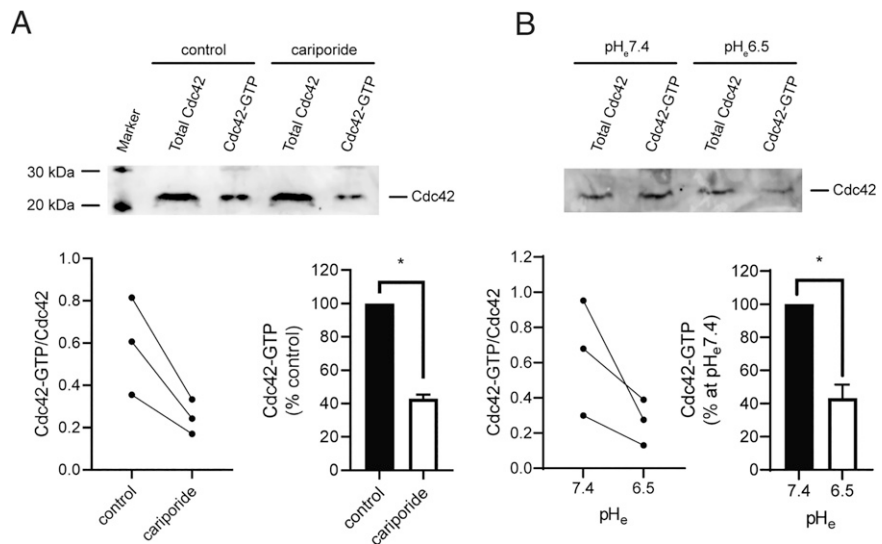 A
control
cariporide
Marker
Total Cdc42
Cdc42-GTP
Total Cdc42
Cdc42-GTP
30 kDa
20 kDa
Cdc42
Cdc42-GTP/Cdc42
1.0
0.8
0.6
0.4
0.2
0.0
control
cariporide
Cdc42-GTP
(% control)
120
100
80
60
40
20
0
*
control
cariporide
B
pHe7.4
pHe6.5
Total Cdc42
Cdc42-GTP
Total Cdc42
Cdc42-GTP
Cdc42
Cdc42-GTP/Cdc42
1.2
1.0
0.8
0.6
0.4
0.2
0.0
7.4
6.5
pHe
Cdc42-GTP
(% at pHe7.4)
120
100
80
60
40
20
0
*
7.4
6.5
pHe